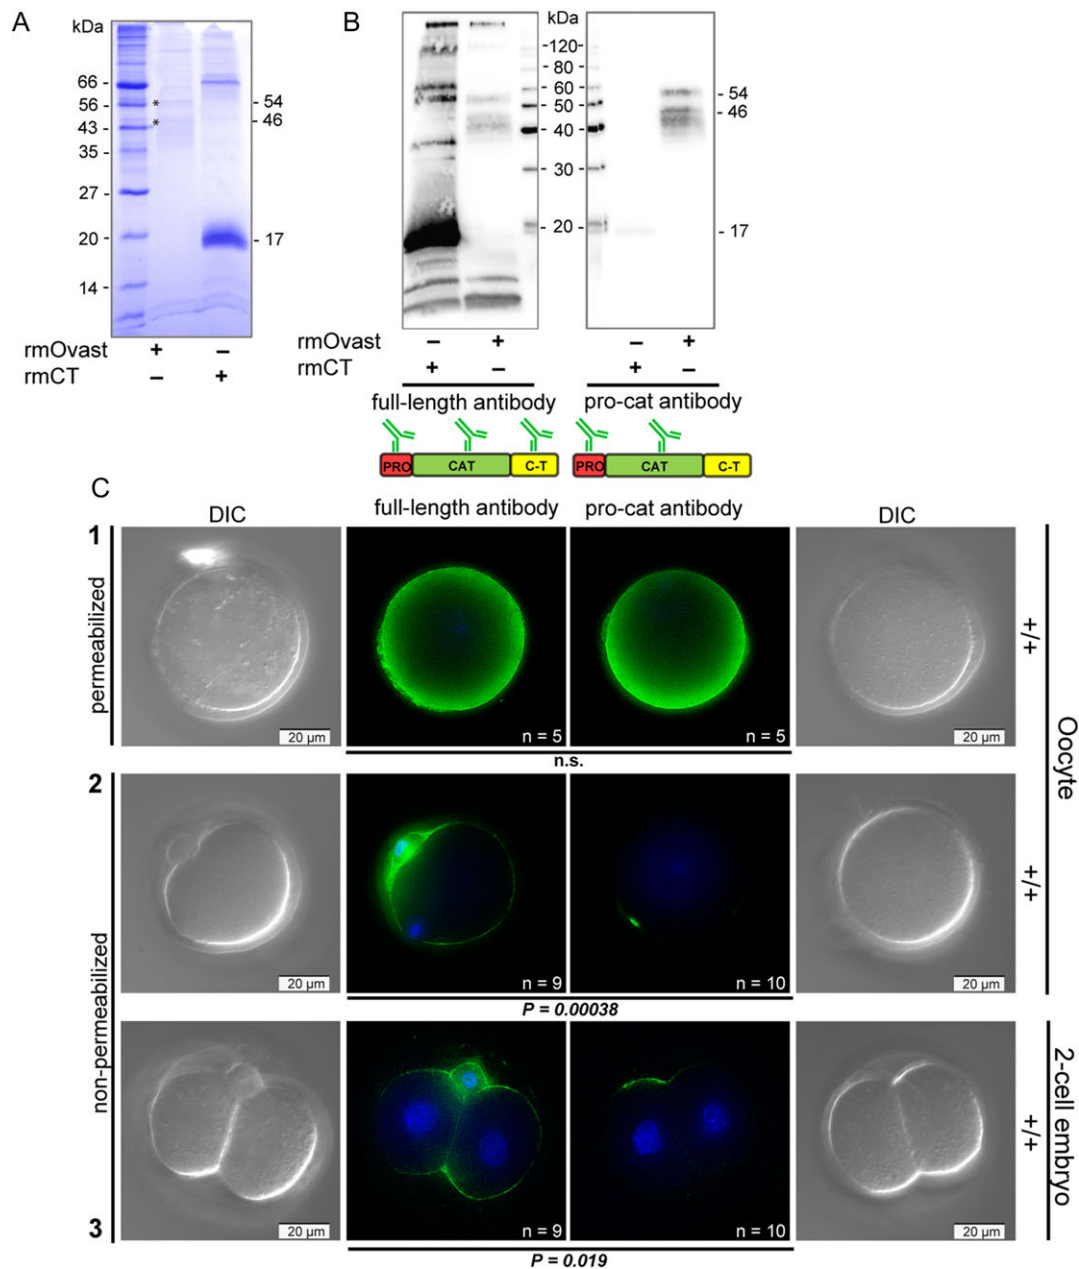 A
kDa
66 -
56 -
43 -
35 -
27 -
20 -
14 -
*
*
- 54
- 46
- 17
rmOvast + –
rmCT – +
B
kDa
-120-
- 80 -
- 60 -
- 50 -
- 40 -
- 30 -
- 20 -
- 54
- 46
- 17
rmOvast – + – +
rmCT + – + –
full-length antibody pro-cat antibody
PRO CAT C-T PRO CAT C-T
C
DIC full-length antibody pro-cat antibody DIC
1
permeabilized
20 µm n = 5 n = 5 20 µm
+/+
n.s.
Oocyte
2
20 µm n = 9 n = 10 20 µm
+/+
P = 0.00038
non-permeabilized
3
20 µm n = 9 n = 10 20 µm
+/+
2-cell embryo
P = 0.019